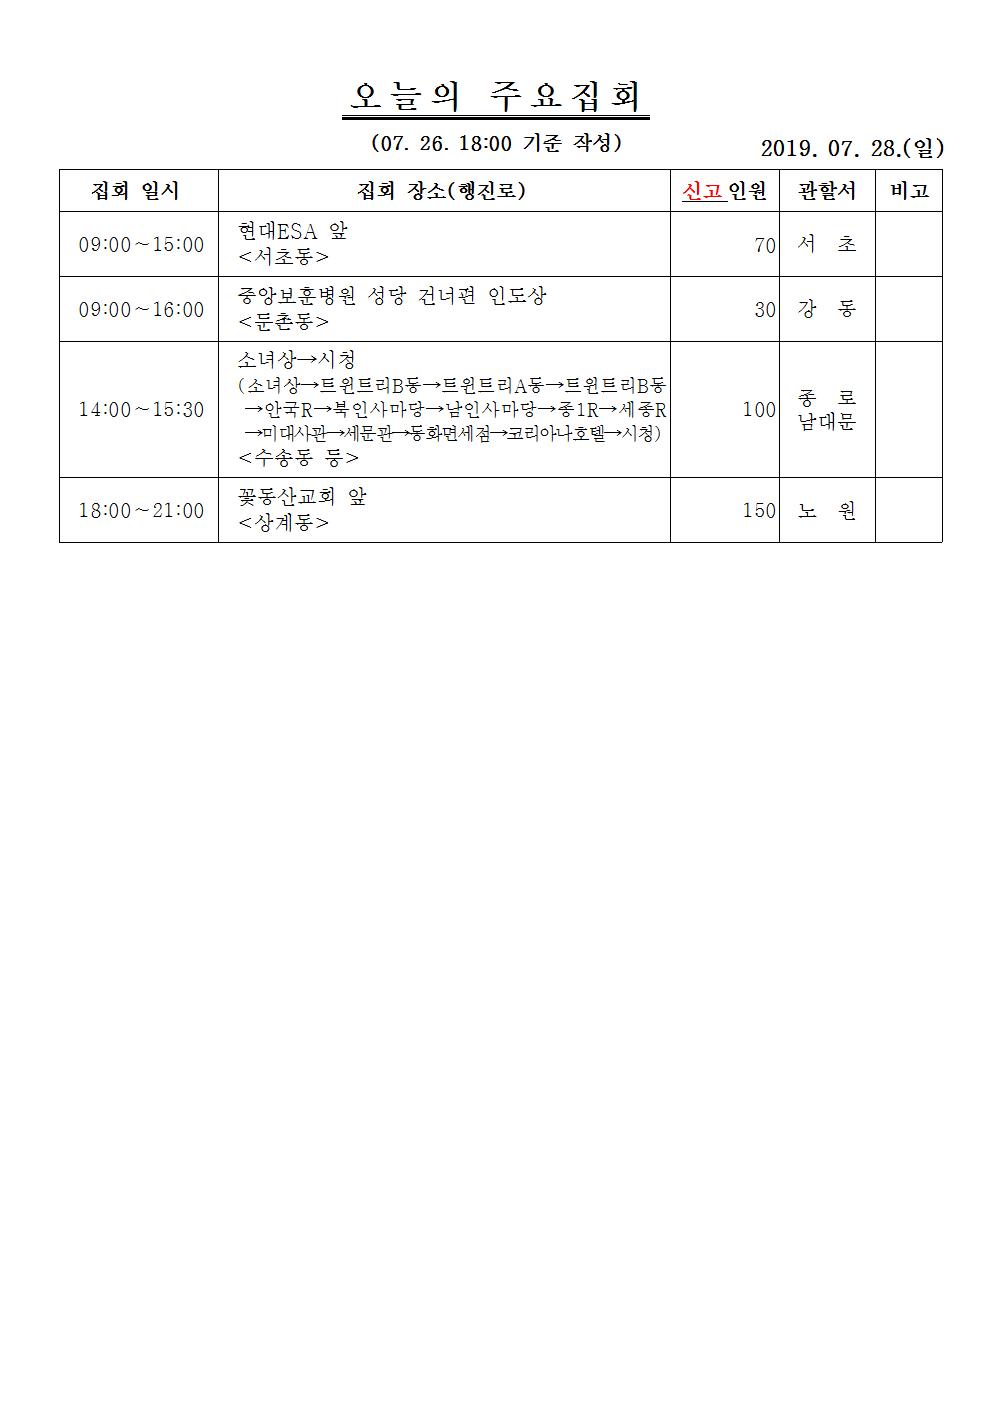 오늘의 주요집회
(07. 26. 18:00 기준 작성)
2019. 07. 28.(일)
집회 일시 집회 장소(행진로) 신고인원 관할서 비고
09:00~15:00 현대ESA 앞 <서초동> 70 서 초
09:00~16:00 중앙보훈병원 성당 건너편 인도상 <둔촌동> 30 강 동
14:00~15:30
소녀상→시청
(소녀상→트윈트리B동→트윈트리A동→트윈트리B동
→안국R→북인사마당→남인사마당→종1R→세종R
→미대사관→세문관→동화면세점→코리아나호텔→시청)
<수송동 등>
100
종 로
남대문
18:00~21:00 꽃동산교회 앞 <상계동> 150 노 원